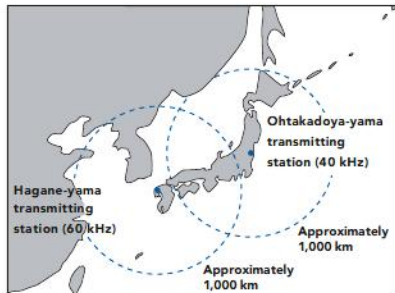 Ohtakadoya-yama
transmitting
station (40 kHz)
Hagane-yama
transmitting
station (60 kHz)
Approximately
1,000 km
Approximately
1,000 km